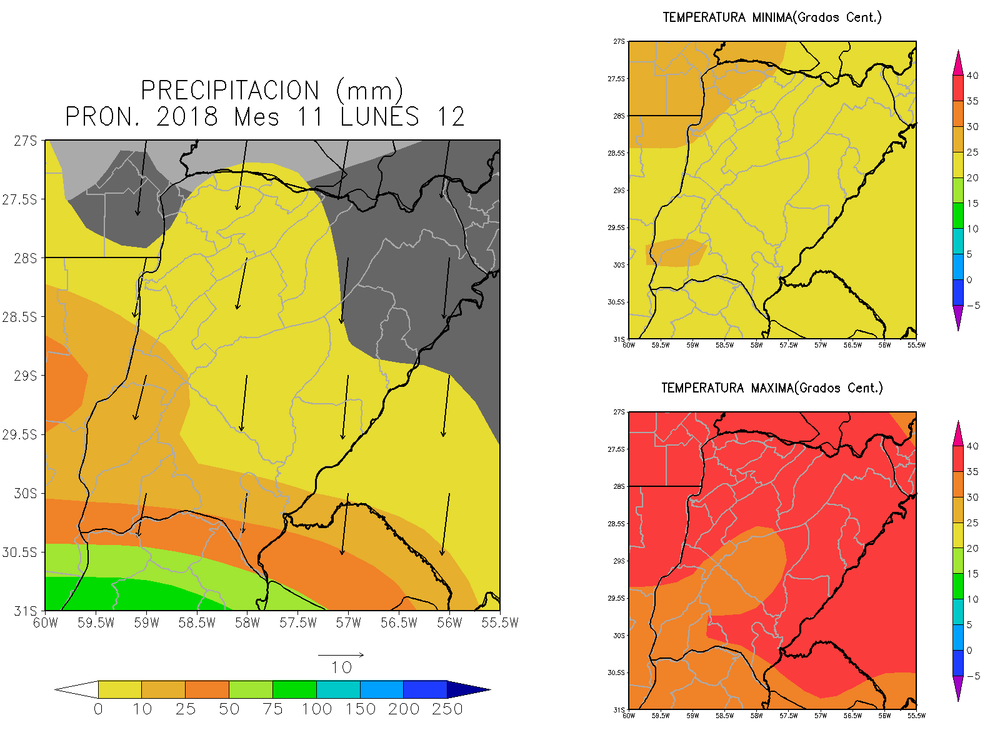 PRECIPITACION (mm)
PRON. 2018 Mes 11 LUNES 12
27S
27.5S
28S
28.5S
29S
29.5S
30S
30.5S
31S
60W 59.5W 59W 58.5W 58W 57.5W 57W 56.5W 56W 55.5W
10
0 10 25 50 75 100 150 200 250
TEMPERATURA MINIMA(Grados Cent.)
27S
27.5S
28S
28.5S
29S
29.5S
30S
30.5S
31S
60W 59.5W 59W 58.5W 58W 57.5W 57W 56.5W 56W 55.5W
40
35
30
25
20
15
10
5
0
-5
TEMPERATURA MAXIMA(Grados Cent.)
27S
27.5S
28S
28.5S
29S
29.5S
30S
30.5S
31S
60W 59.5W 59W 58.5W 58W 57.5W 57W 56.5W 56W 55.5W
40
35
30
25
20
15
10
5
0
-5